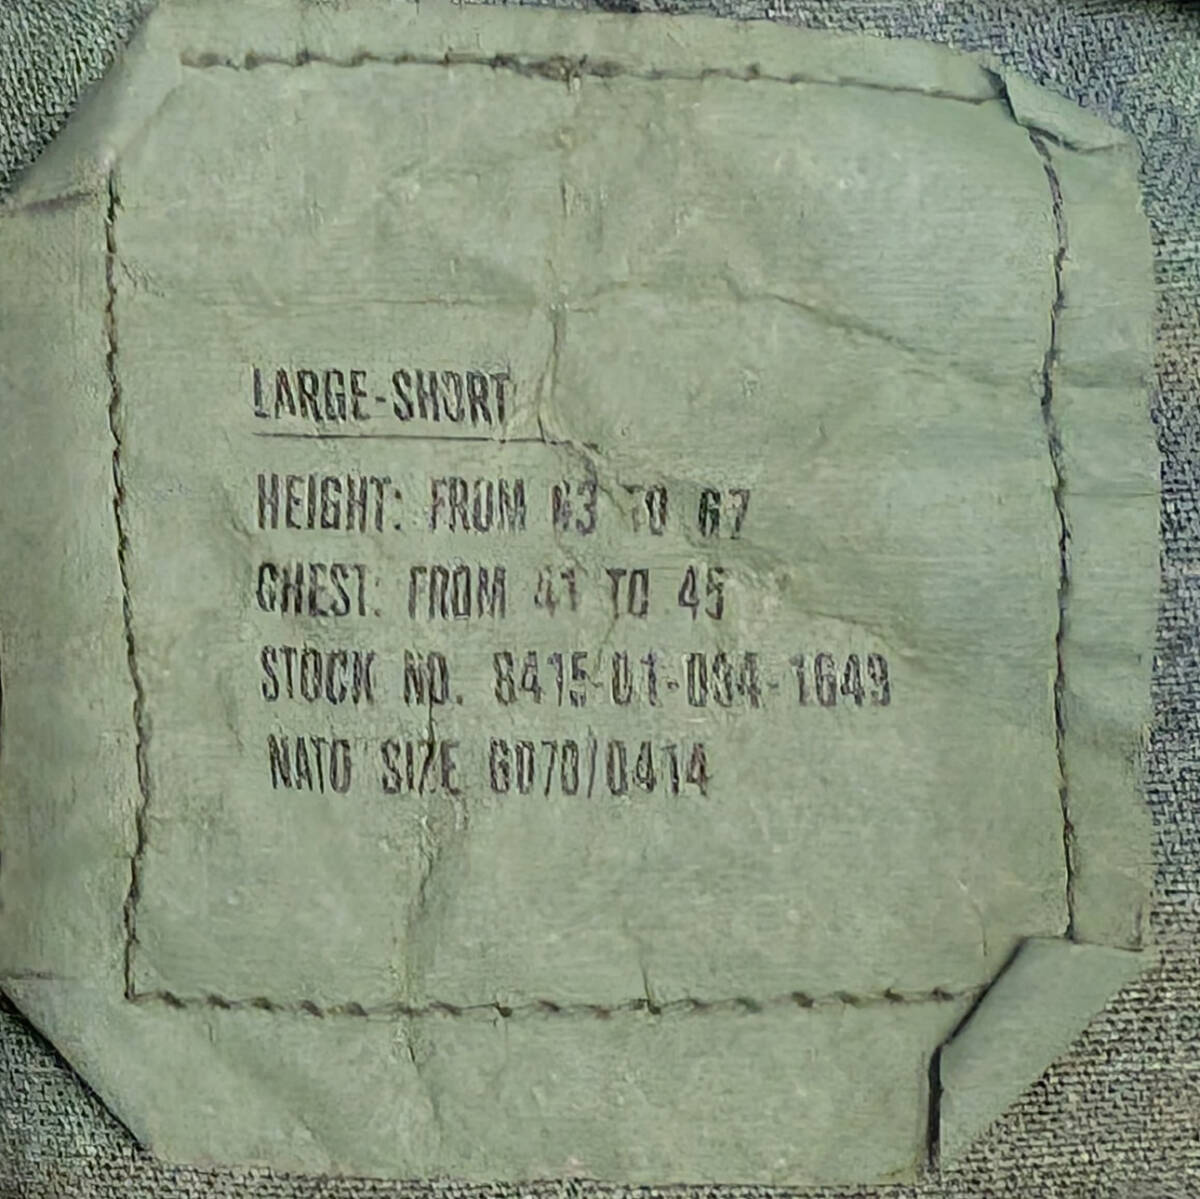 LARGE-SHORT
HEIGHT: FROM 63 TO 67
CHEST: FROM 41 TO 45
STOCK NO. 8415-01-084-1649
NATO SIZE 6070/0414